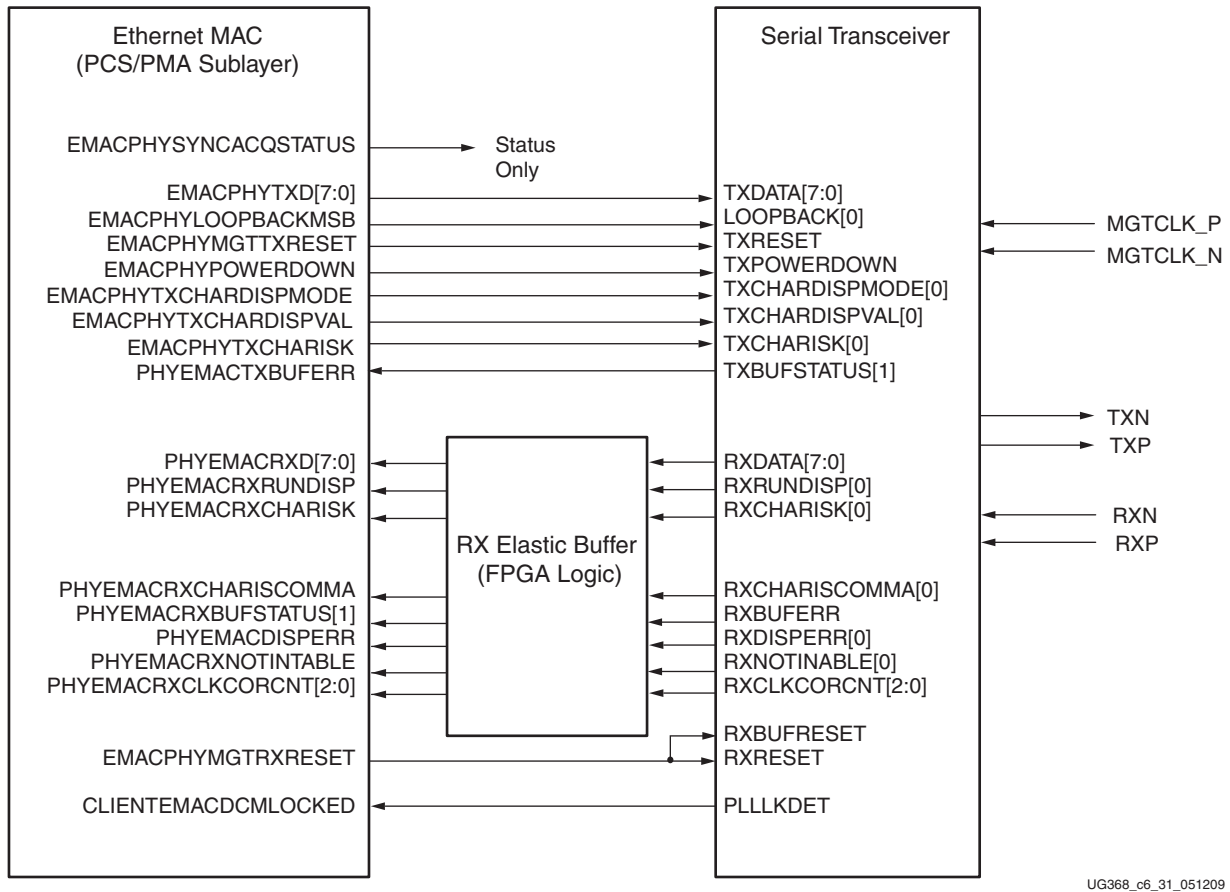 Ethernet MAC
(PCS/PMA Sublayer)
Serial Transceiver
EMACPHYSYNCACQSTATUS
Status
Only
EMACPHYTXD[7:0]
TXDATA[7:0]
EMACPHYLOOPBACKMSB
LOOPBACK[0]
MGTCLK_P
EMACPHYMGTTXRESET
TXRESET
MGTCLK_N
EMACPHYPOWERDOWN
TXPOWERDOWN
EMACPHYTXCHARDISPMODE
TXCHARDISPMODE[0]
EMACPHYTXCHARDISPVAL
TXCHARDISPVAL[0]
EMACPHYTXCHARISK
TXCHARISK[0]
PHYEMACTXBUFERR
TXBUFSTATUS[1]
TXN
TXP
PHYEMACRXD[7:0]
RXDATA[7:0]
PHYEMACRXRUNDISP
RXRUNDISP[0]
PHYEMACRXCHARISK
RXCHARISK[0]
RXN
RXP
RX Elastic Buffer
(FPGA Logic)
PHYEMACRXCHARISCOMMA
RXCHARISCOMMA[0]
PHYEMACRXBUFSTATUS[1]
RXBUFERR
PHYEMACDISPERR
RXDISPERR[0]
PHYEMACRXNOTINTABLE
RXNOTINABLE[0]
PHYEMACRXCLKCORCNT[2:0]
RXCLKCORCNT[2:0]
RXBUFRESET
EMACPHYMGTRXRESET
RXRESET
CLIENTEMACDCMLOCKED
PLLLKDET
UG368_c6_31_051209